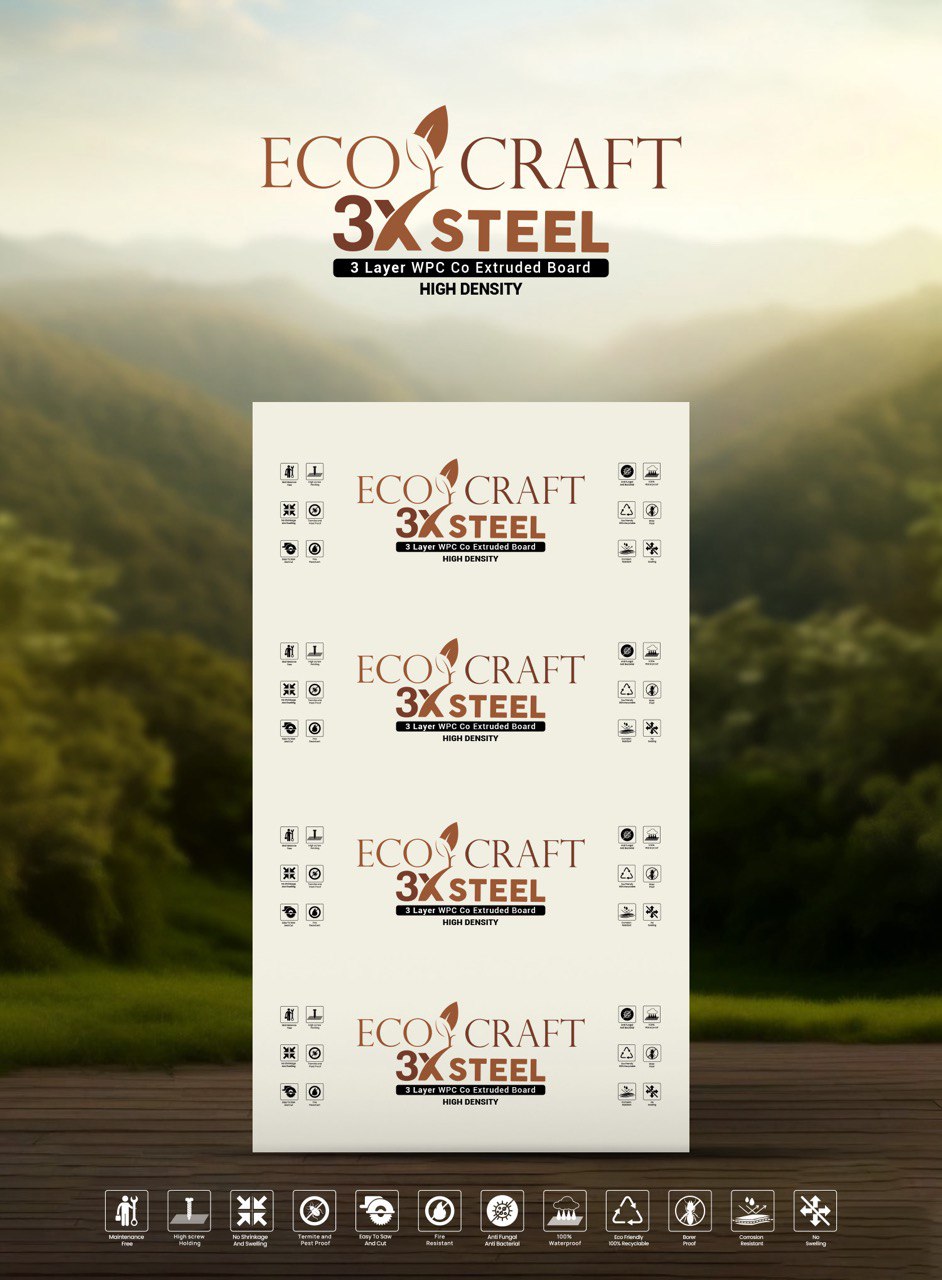 ECO CRAFT
3X STEEL
3 Layer WPC Co Extruded Board
HIGH DENSITY
ECO CRAFT
3X STEEL
3 Layer WPC Co Extruded Board
HIGH DENSITY
ECO CRAFT
3X STEEL
3 Layer WPC Co Extruded Board
HIGH DENSITY
ECO CRAFT
3X STEEL
3 Layer WPC Co Extruded Board
HIGH DENSITY
ECO CRAFT
3X STEEL
3 Layer WPC Co Extruded Board
HIGH DENSITY
Maintenance
Free
High screw
Holding
No Shrinkage
And Swelling
Termite and
Pest Proof
Easy To Saw
And Cut
Fire
Resistant
Anti Fungal
Anti Bacterial
100%
Waterproof
Eco Friendly
100% Recyclable
Borer
Proof
Corrosion
Resistant
No
Swelling